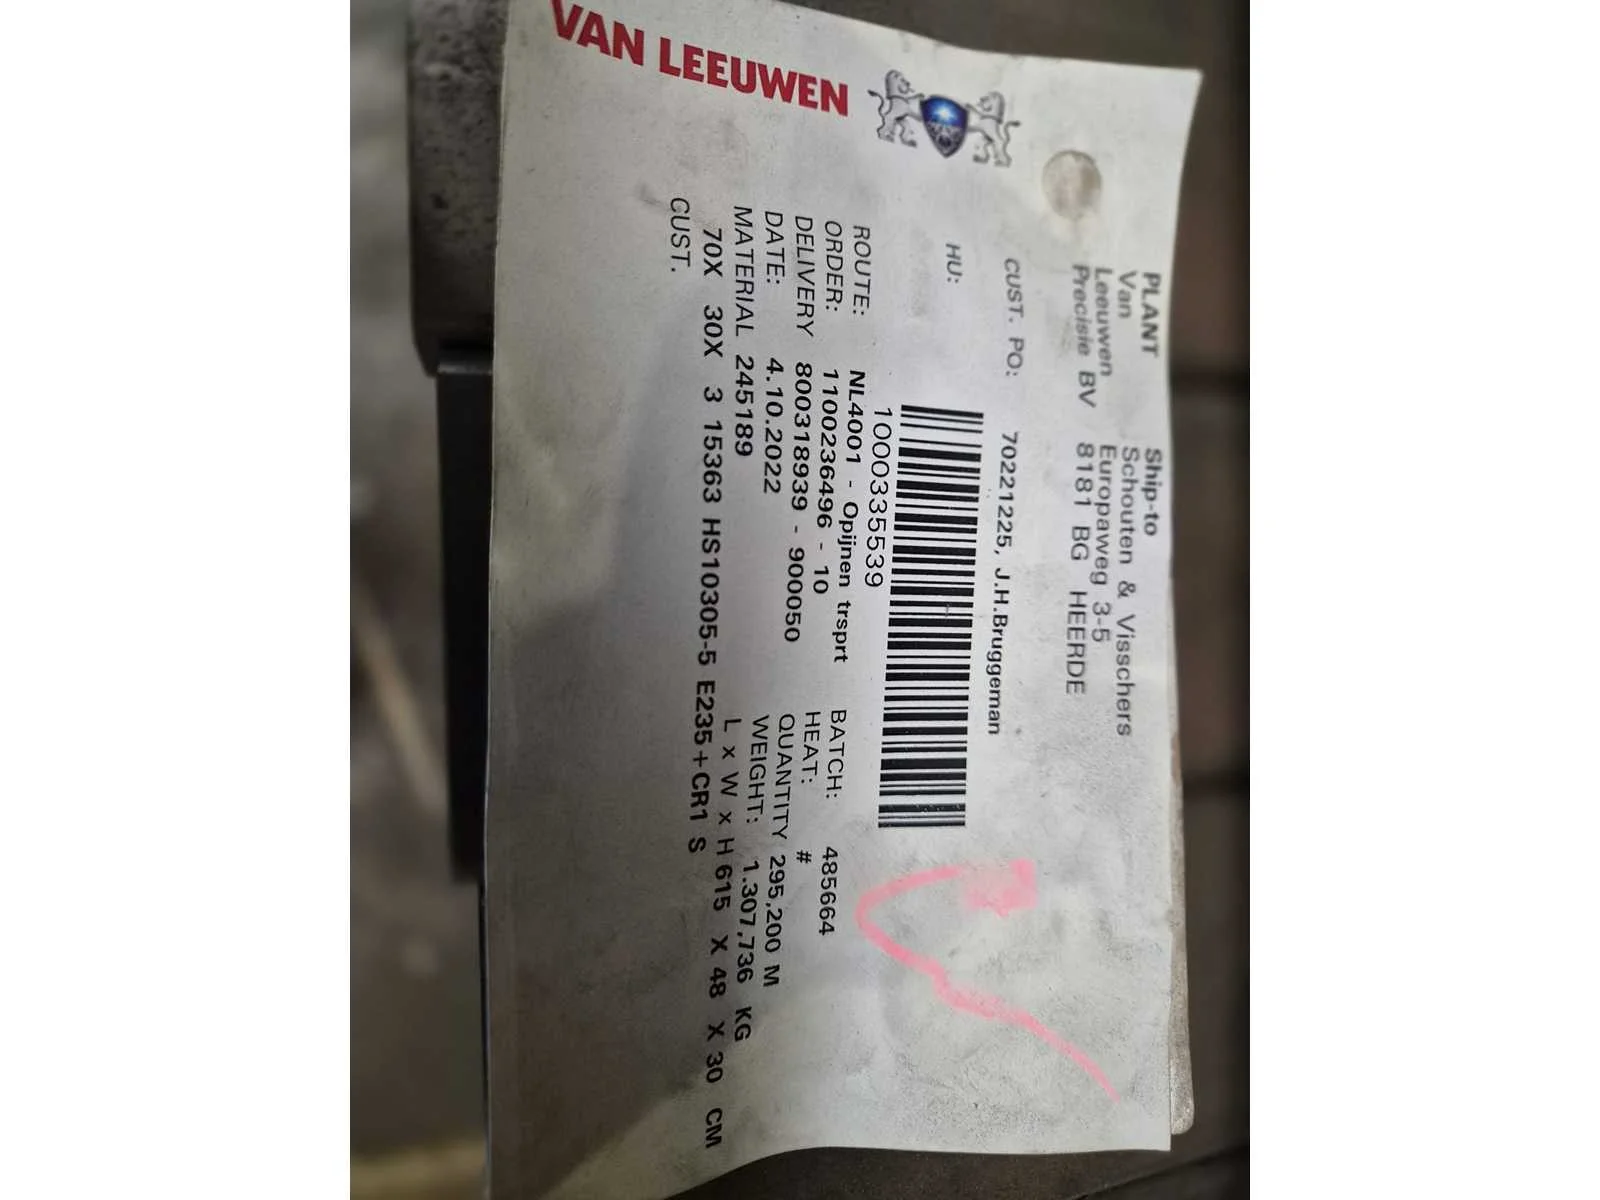 VAN LEEUWEN
PLANT
Van
Leeuwen
Precisie BV
Ship-to
Schouten & Visschers
Europaweg 3-5
8181 BG HEERDE
CUST. PO: 70221225, J.H.Bruggeman
HU:
1000335539
ROUTE: NL4001 - Opijnen trsprt
ORDER: 1100236496 - 10
DELIVERY 800318939 - 900050
DATE: 4.10.2022
MATERIAL 245189
BATCH: 485664
HEAT: #
QUANTITY 295,200 M
WEIGHT: 1.307,736 KG
L x W x H 615 X 48 X 30 CM
70X 30X 3 15363 HS10305-5 E235+CR1 S
CUST.